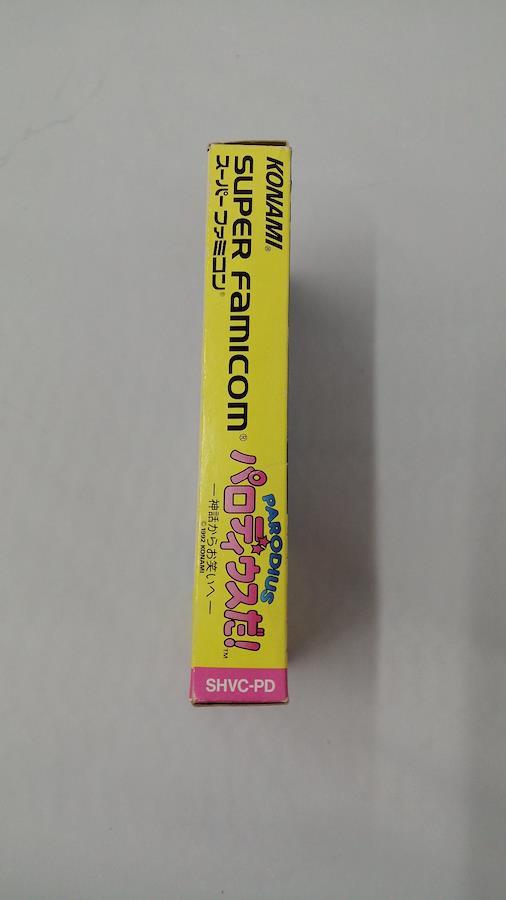 KONAMI®
SUPER Famicom®
スーパーファミコン®
PARODIUS
パロディウスだ!™
—神話からお笑いへ—
©1992 KONAMI
SHVC-PD